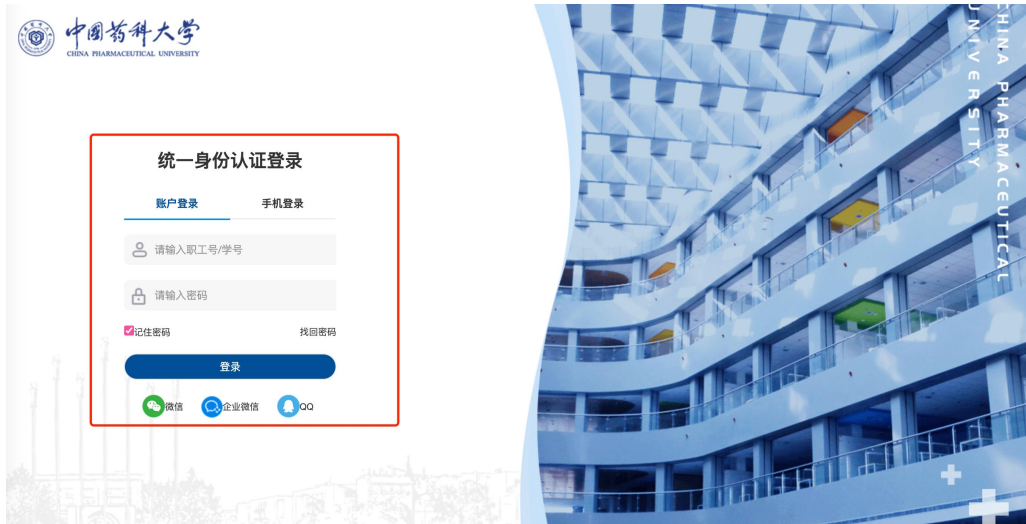 中国药科大学
CHINA PHARMACEUTICAL UNIVERSITY
统一身份认证登录
账户登录 手机登录
请输入职工号/学号
请输入密码
记住密码 找回密码
登录
微信 企业微信 QQ
CHINA PHARMACEUTICAL
UNIVERSITY